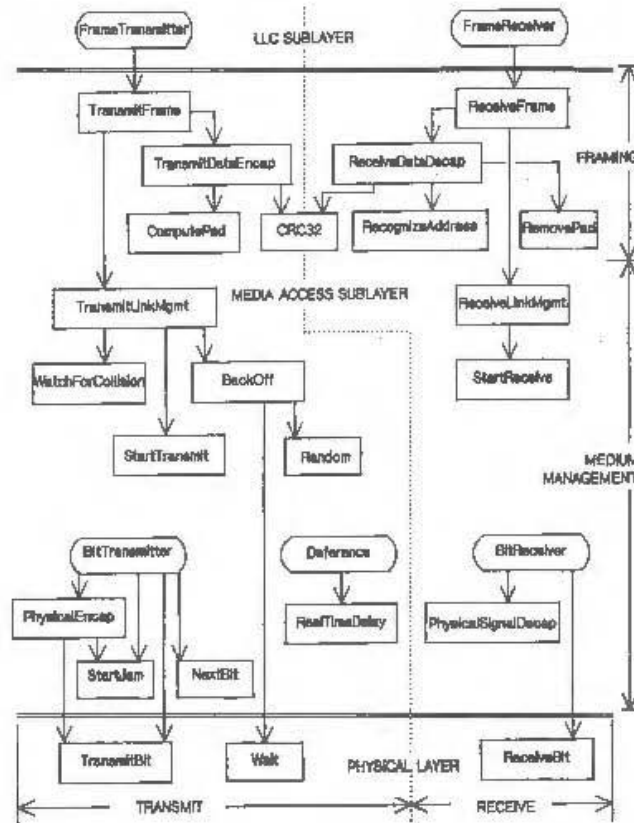 FrameTransmitter
LLC SUBLAYER
FrameReceiver
TransmitFrame
ReceiveFrame
TransmitDataEncap
ReceiveDataDecap
FRAMING
ComputePad
CRC32
RecognizeAddress
RemovePad
TransmitLinkMgmt
MEDIA ACCESS SUBLAYER
ReceiveLinkMgmt
WatchForCollision
BackOff
StartReceive
StartTransmit
Random
MEDIUM
MANAGEMENT
BitTransmitter
Deference
BitReceiver
PhysicalEncap
RealTimeDelay
PhysicalSignalDecap
StartJam
NextBit
TransmitBit
Wait
PHYSICAL LAYER
ReceiveBit
TRANSMIT
RECEIVE